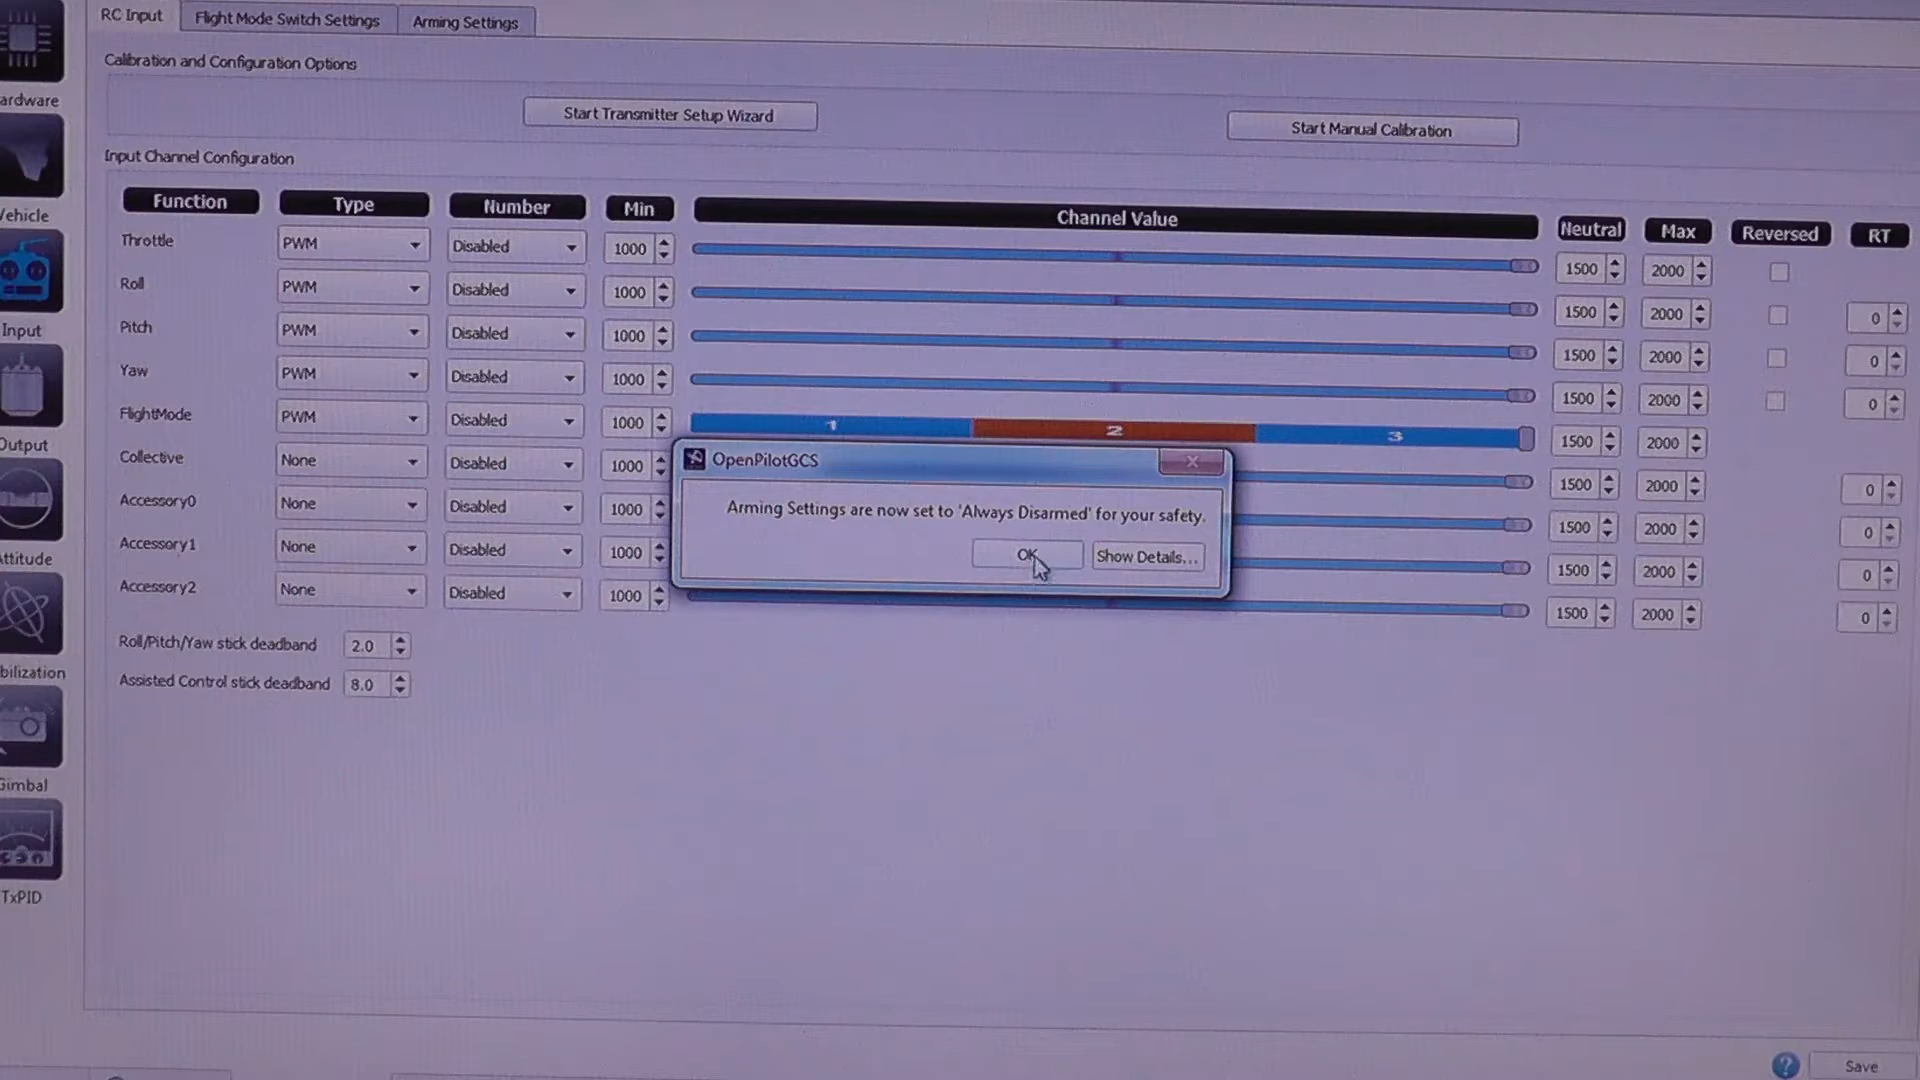 RC Input
Flight Mode Switch Settings
Arming Settings
Calibration and Configuration Options
Start Transmitter Setup Wizard
Start Manual Calibration
Input Channel Configuration
Function Type Number Min Channel Value Neutral Max Reversed RT
Throttle PWM Disabled 1000 1500 2000
Roll PWM Disabled 1000 1500 2000 0
Pitch PWM Disabled 1000 1500 2000 0
Yaw PWM Disabled 1000 1500 2000 0
FlightMode PWM Disabled 1000 1 2 3 1500 2000
Collective None Disabled 1000 1500 2000 0
Accessory0 None Disabled 1000 1500 2000 0
Accessory1 None Disabled 1000 1500 2000 0
Accessory2 None Disabled 1000 1500 2000 0
Roll/Pitch/Yaw stick deadband 2.0
Assisted Control stick deadband 8.0
OpenPilotGCS
Arming Settings are now set to 'Always Disarmed' for your safety.
OK
Show Details...
ardware
Vehicle
Input
Output
ttitude
bilization
Gimbal
TxPID
?
Save